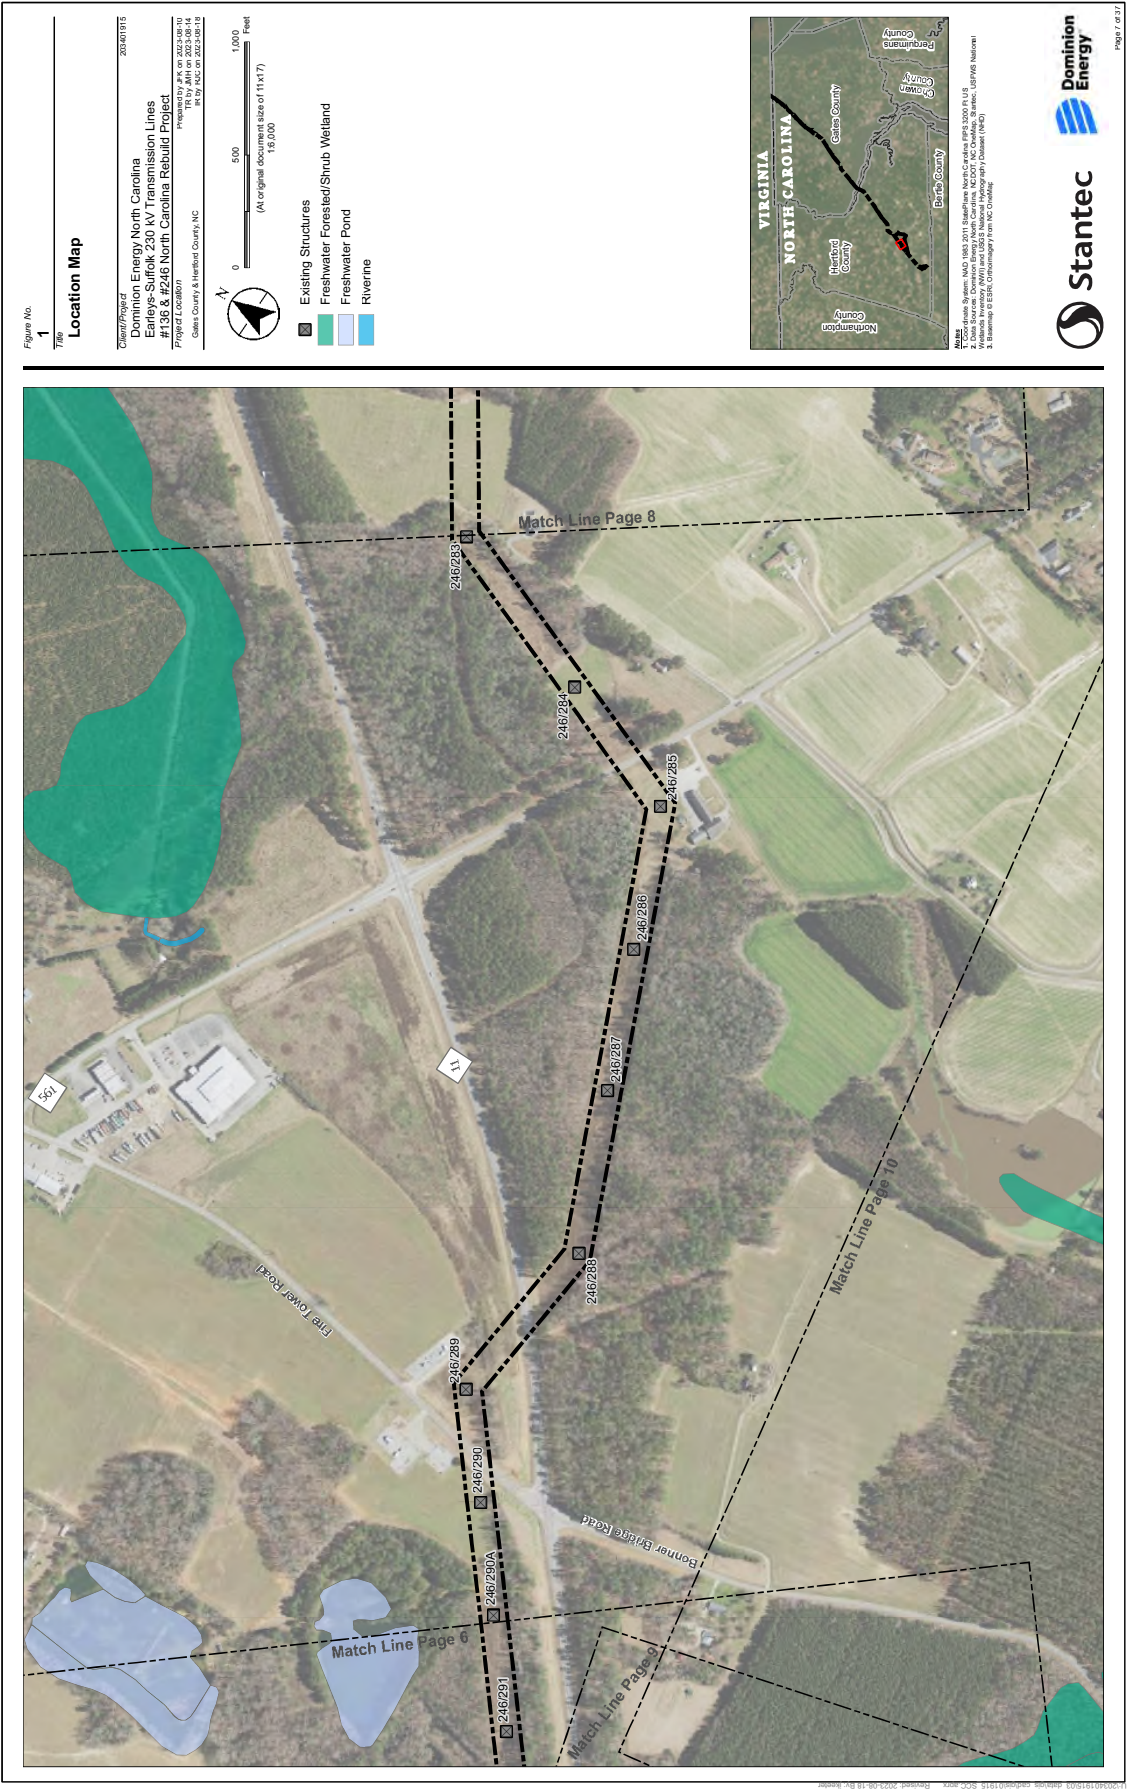 Figure No.
1
Title
Location Map
Client/Project
203401915
Dominion Energy North Carolina
Earleys-Suffolk 230 kV Transmission Lines
#136 & #246 North Carolina Rebuild Project
Project Location
Prepared by JFK on 2023-08-10
TR by JMH on 2023-08-14
IR by RJC on 2023-08-18
Gates County & Hertford County, NC
0
500
1,000
Feet
(At original document size of 11x17)
1:6,000
N
Existing Structures
Freshwater Forested/Shrub Wetland
Freshwater Pond
Riverine
VIRGINIA
NORTH CAROLINA
Gates County
Hertford
County
Northampton
County
Bertie County
Chowan
County
Perquimans
County
Notes
1. Coordinate System: NAD 1983 2011 StatePlane North Carolina FIPS 3200 Ft US
2. Data Sources: Dominion Energy North Carolina, NCDOT, NC OneMap, Stantec, USFWS National
Wetlands Inventory (NWI) and USGS National Hydrography Dataset (NHD)
3. Basemap © ESRI, Orthoimagery from NC OneMap
Stantec
Dominion
Energy®
Page 7 of 37
Match Line Page 8
246/283
246/284
246/285
246/286
246/287
246/288
246/289
246/290
246/290A
246/291
561
11
Fire Tower Road
Bonner Bridge Road
Match Line Page 10
Match Line Page 6
Match Line Page 9
Revised: 2023-08-18 By: